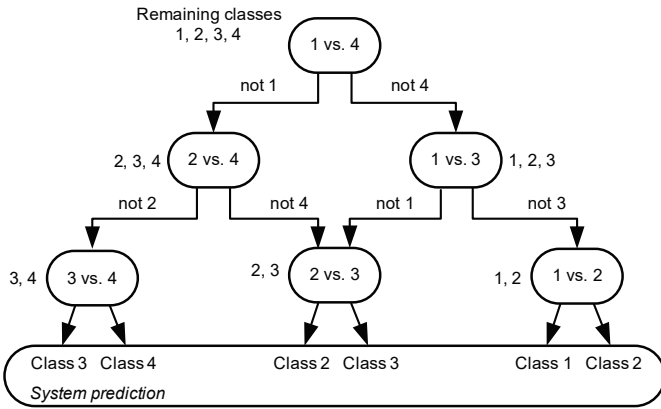 Remaining classes
1, 2, 3, 4
1 vs. 4
not 1
not 4
2, 3, 4
2 vs. 4
1 vs. 3
1, 2, 3
not 2
not 4
not 1
not 3
3, 4
3 vs. 4
2, 3
2 vs. 3
1, 2
1 vs. 2
Class 3
Class 4
Class 2
Class 3
Class 1
Class 2
System prediction